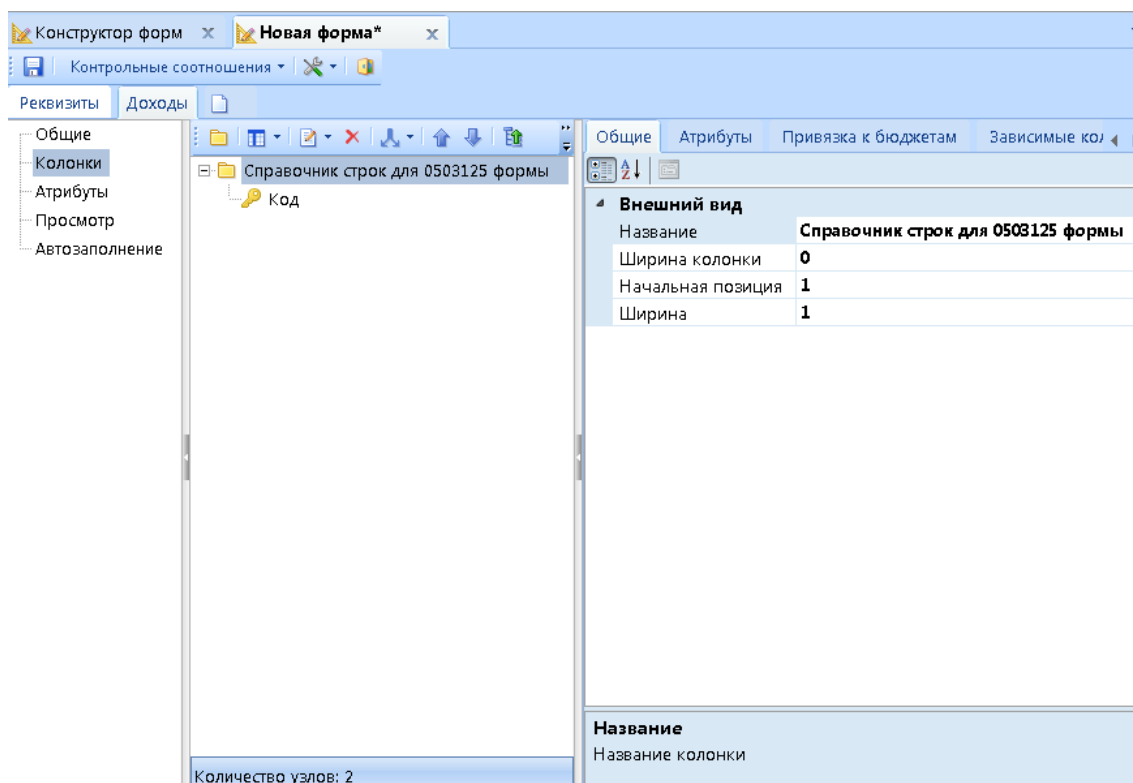 Конструктор форм x Новая форма* x
Контрольные соотношения
Реквизиты Доходы
Общие
Колонки
Атрибуты
Просмотр
Автозаполнение
Справочник строк для 0503125 формы
Код
Количество узлов: 2
Общие Атрибуты Привязка к бюджетам Зависимые кол
Внешний вид
Название Справочник строк для 0503125 формы
Ширина колонки 0
Начальная позиция 1
Ширина 1
Название
Название колонки